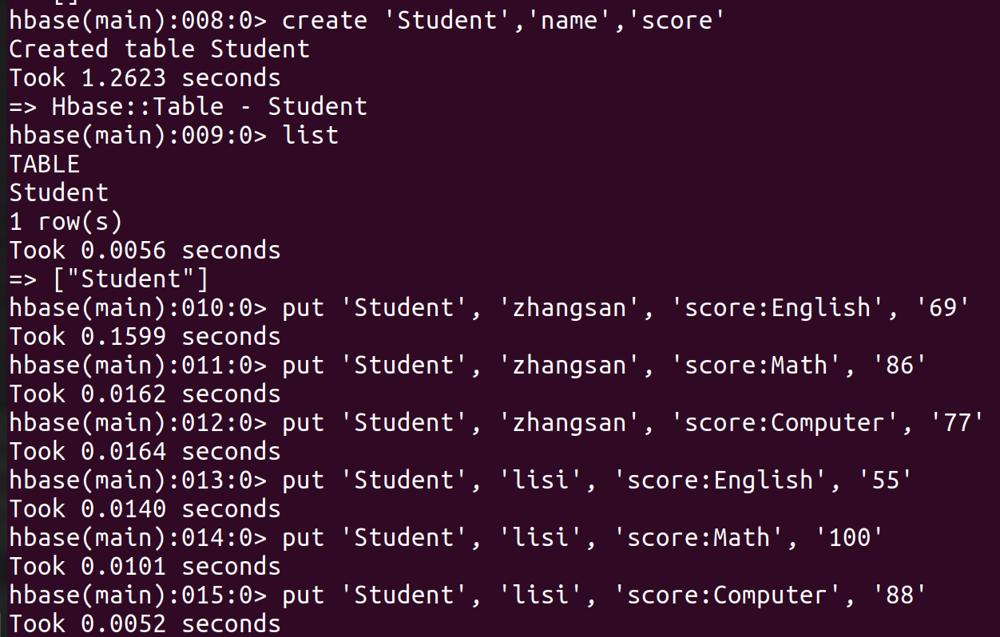 []
hbase(main):008:0> create 'Student','name','score'
Created table Student
Took 1.2623 seconds
=> Hbase::Table - Student
hbase(main):009:0> list
TABLE
Student
1 row(s)
Took 0.0056 seconds
=> ["Student"]
hbase(main):010:0> put 'Student', 'zhangsan', 'score:English', '69'
Took 0.1599 seconds
hbase(main):011:0> put 'Student', 'zhangsan', 'score:Math', '86'
Took 0.0162 seconds
hbase(main):012:0> put 'Student', 'zhangsan', 'score:Computer', '77'
Took 0.0164 seconds
hbase(main):013:0> put 'Student', 'lisi', 'score:English', '55'
Took 0.0140 seconds
hbase(main):014:0> put 'Student', 'lisi', 'score:Math', '100'
Took 0.0101 seconds
hbase(main):015:0> put 'Student', 'lisi', 'score:Computer', '88'
Took 0.0052 seconds